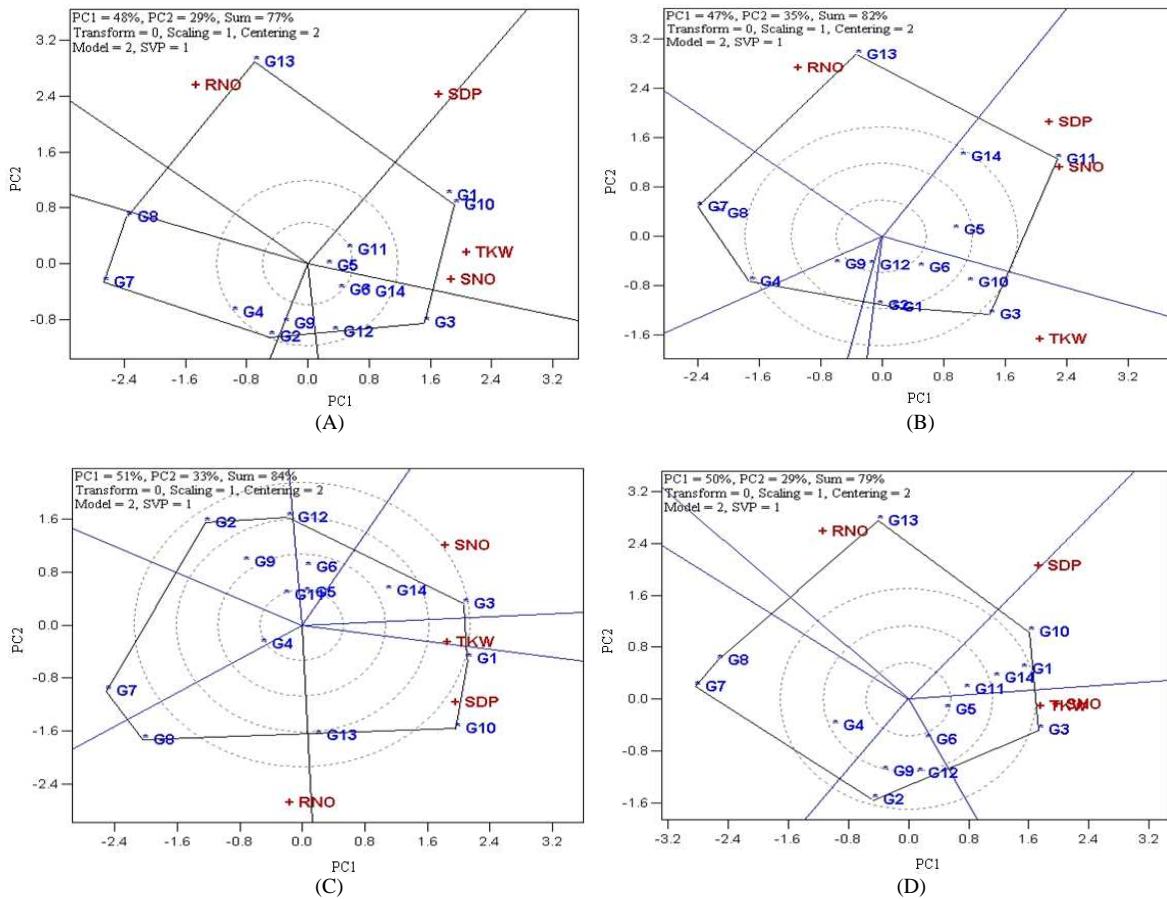 PC1 = 48%, PC2 = 29%, Sum = 77%
Transform = 0, Scaling = 1, Centering = 2
Model = 2, SVP = 1
3.2
2.4
1.6
0.8
0.0
-0.8
PC2
G13
RNO
SDP
G1
G10
G8
G11
TKW
G5
SNO
G7
G6
G14
G4
G9
G3
G2
G12
-2.4
-1.6
-0.8
0.0
0.8
1.6
2.4
3.2
PC1
(A)
PC1 = 47%, PC2 = 35%, Sum = 82%
Transform = 0, Scaling = 1, Centering = 2
Model = 2, SVP = 1
3.2
2.4
1.6
0.8
0.0
-0.8
-1.6
PC2
G13
RNO
SDP
G14
G11
SNO
G7
G8
G5
G9
G12
G6
G4
G10
G2
G1
G3
TKW
-2.4
-1.6
-0.8
0.0
0.8
1.6
2.4
3.2
PC1
(B)
PC1 = 51%, PC2 = 33%, Sum = 84%
Transform = 0, Scaling = 1, Centering = 2
Model = 2, SVP = 1
1.6
0.8
0.0
-0.8
-1.6
-2.4
PC2
G2
G12
SNO
G9
G6
G14
G11
G5
G3
G4
TKW
G1
G7
SDP
G8
G13
G10
RNO
-2.4
-1.6
-0.8
0.0
0.8
1.6
2.4
3.2
PC1
(C)
PC1 = 50%, PC2 = 29%, Sum = 79%
Transform = 0, Scaling = 1, Centering = 2
Model = 2, SVP = 1
3.2
2.4
1.6
0.8
0.0
-0.8
-1.6
PC2
G13
RNO
SDP
G10
G8
G1
G14
G7
G11
G5
TKW
SNO
G4
G3
G6
G9
G12
G2
-3.2
-2.4
-1.6
-0.8
0.0
0.8
1.6
2.4
3.2
PC1
(D)